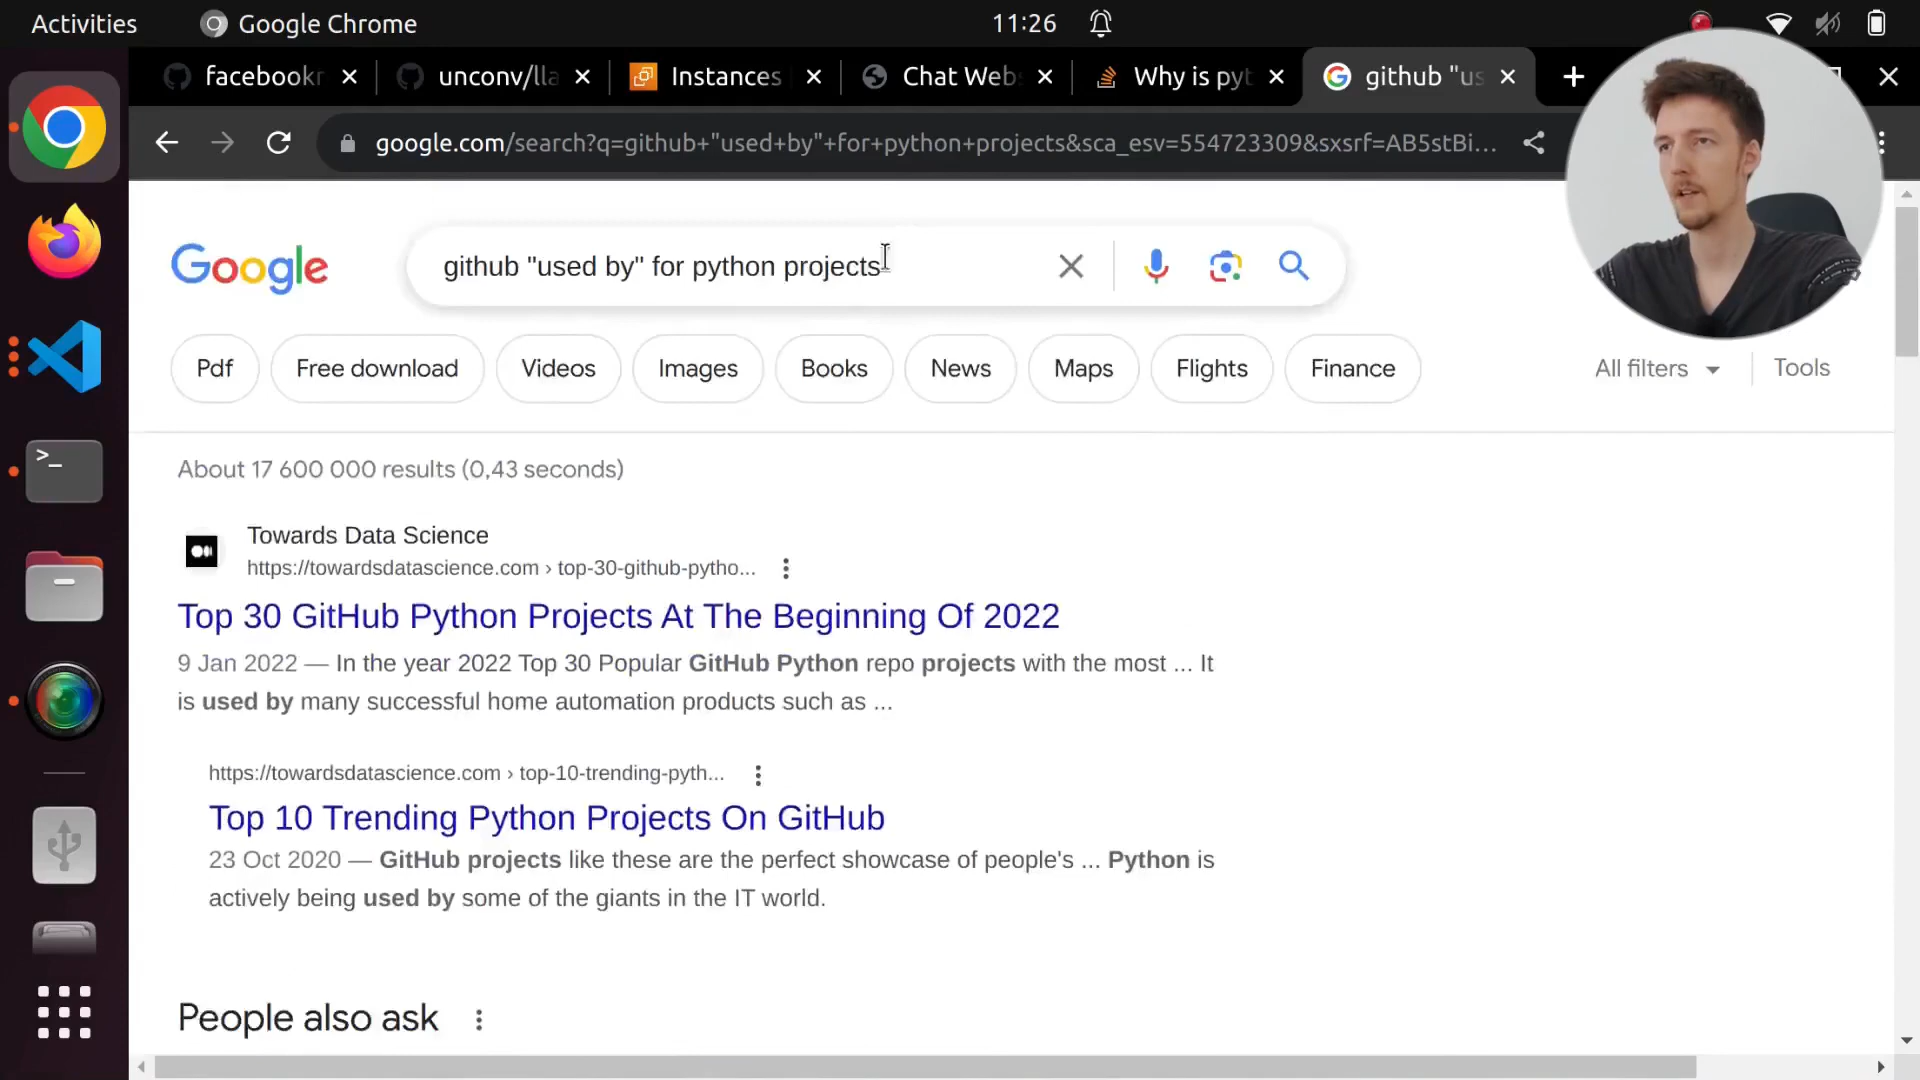 Activities
Google Chrome
11:26
facebookr
unconv/lla
Instances
Chat Webs
Why is pyt
github "us
google.com/search?q=github+"used+by"+for+python+projects&sca_esv=554723309&sxsrf=AB5stBi...
Google
github "used by" for python projects
Pdf
Free download
Videos
Images
Books
News
Maps
Flights
Finance
All filters
Tools
About 17 600 000 results (0,43 seconds)
Towards Data Science
https://towardsdatascience.com › top-30-github-pytho...
Top 30 GitHub Python Projects At The Beginning Of 2022
9 Jan 2022 — In the year 2022 Top 30 Popular GitHub Python repo projects with the most ... It
is used by many successful home automation products such as ...
https://towardsdatascience.com › top-10-trending-pyth...
Top 10 Trending Python Projects On GitHub
23 Oct 2020 — GitHub projects like these are the perfect showcase of people's ... Python is
actively being used by some of the giants in the IT world.
People also ask